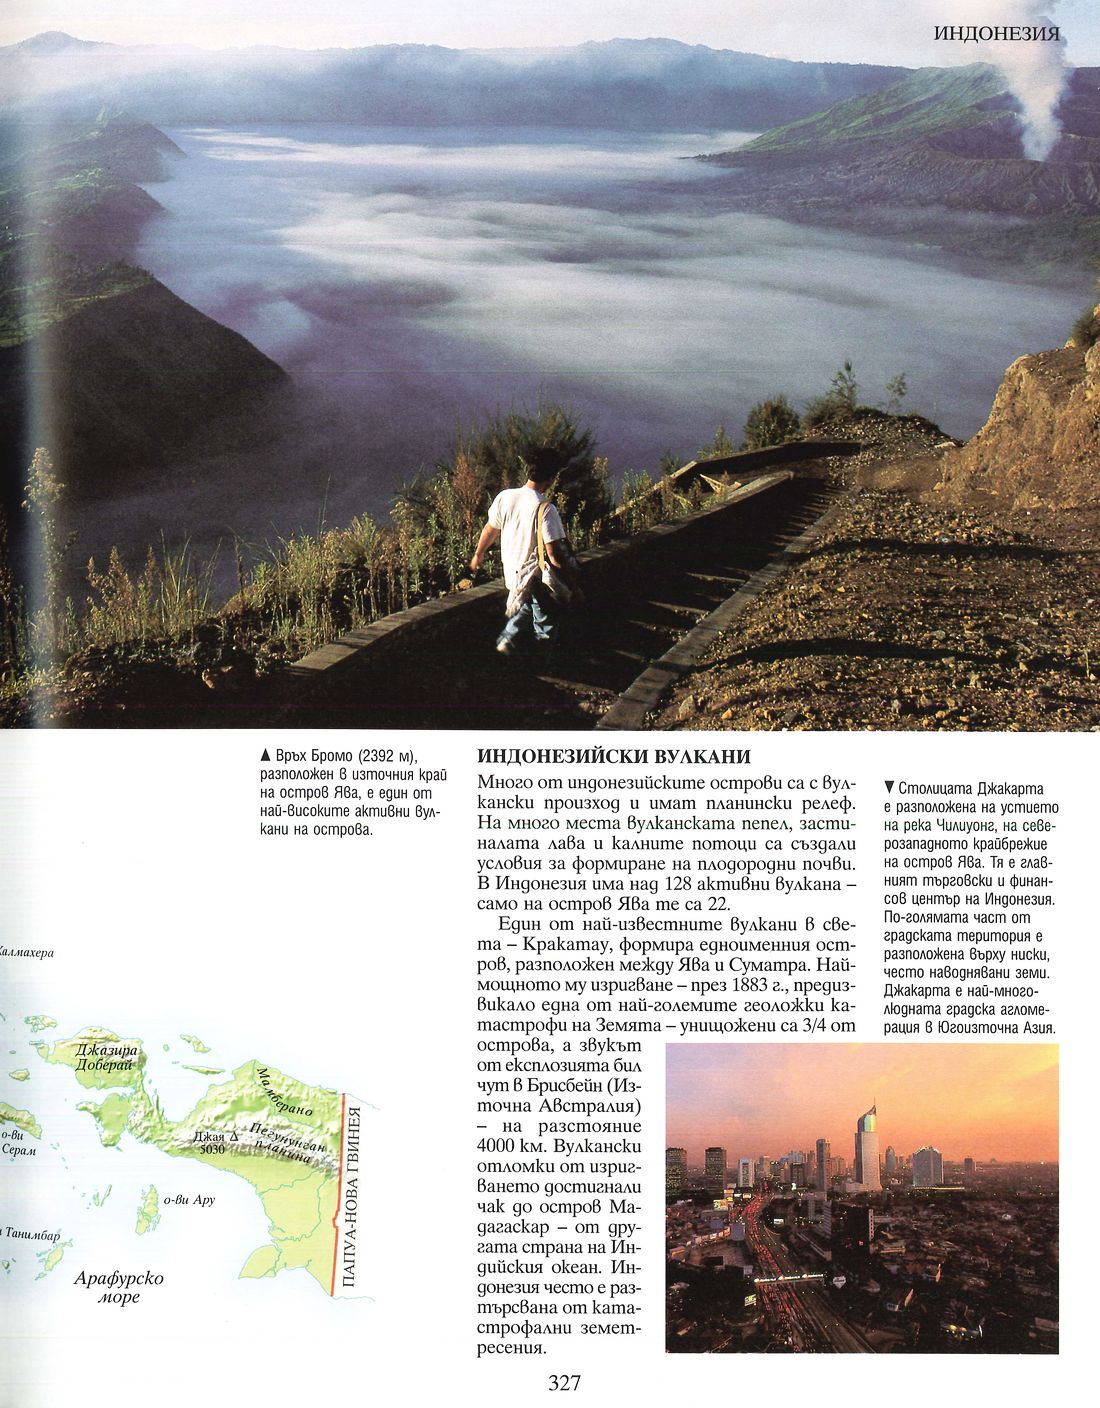 ИНДОНЕЗИЯ
▲ Връх Бромо (2392 м),
разположен в източния край
на остров Ява, е един от
най-високите активни вул-
кани на острова.
ИНДОНЕЗИЙСКИ ВУЛКАНИ
Много от индонезийските острови са с вул-
кански произход и имат планински релеф.
На много места вулканската пепел, засти-
налата лава и калните потоци са създали
условия за формиране на плодородни почви.
В Индонезия има над 128 активни вулкана –
само на остров Ява те са 22.
Един от най-известните вулкани в све-
та – Кракатау, формира едноименния ост-
ров, разположен между Ява и Суматра. Най-
мощното му изригване – през 1883 г., предиз-
викало една от най-големите геоложки ка-
тастрофи на Земята – унищожени са 3/4 от
острова, а звукът
от експлозията бил
чут в Брисбейн (Из-
точна Австралия)
– на разстояние
4000 км. Вулкански
отломки от изриг-
ването достигнали
чак до остров Ма-
дагаскар – от дру-
гата страна на Ин-
дийския океан. Ин-
донезия често е раз-
търсвана от ката-
строфални земет-
ресения.
▼ Столицата Джакарта
е разположена на устието
на река Чилиуонг, на севе-
розападното крайбрежие
на остров Ява. Тя е глав-
ният търговски и финан-
сов център на Индонезия.
По-голямата част от
градската територия е
разположена върху ниски,
често наводнявани земи.
Джакарта е най-много-
людната градска агломе-
рация в Югоизточна Азия.
Халмахера
Джазира
Доберай
Мамберано
Джая Δ
5030
Пегунунган
планина
о-ви
Серам
о-ви Ару
Танимбар
Арафурско
море
ПАПУА-НОВА ГВИНЕЯ
327